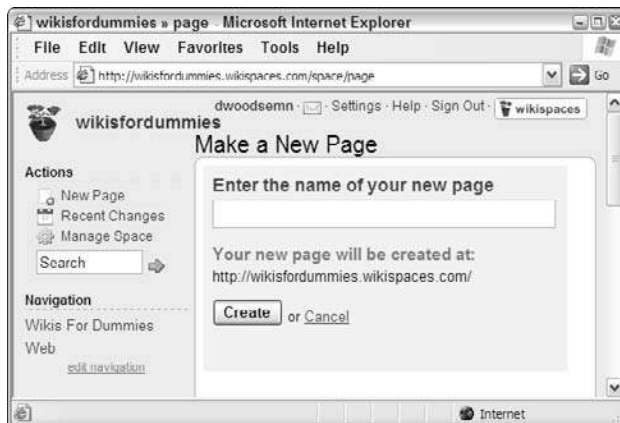 wikisfordummies » page - Microsoft Internet Explorer
File Edit View Favorites Tools Help
Address http://wikisfordummies.wikispaces.com/space/page Go
dwoodsemn · Settings · Help · Sign Out · wikispaces
wikisfordummies
Make a New Page
Actions
New Page
Recent Changes
Manage Space
Search
Navigation
Wikis For Dummies
Web
edit navigation
Enter the name of your new page
Your new page will be created at:
http://wikisfordummies.wikispaces.com/
Create or Cancel
Internet